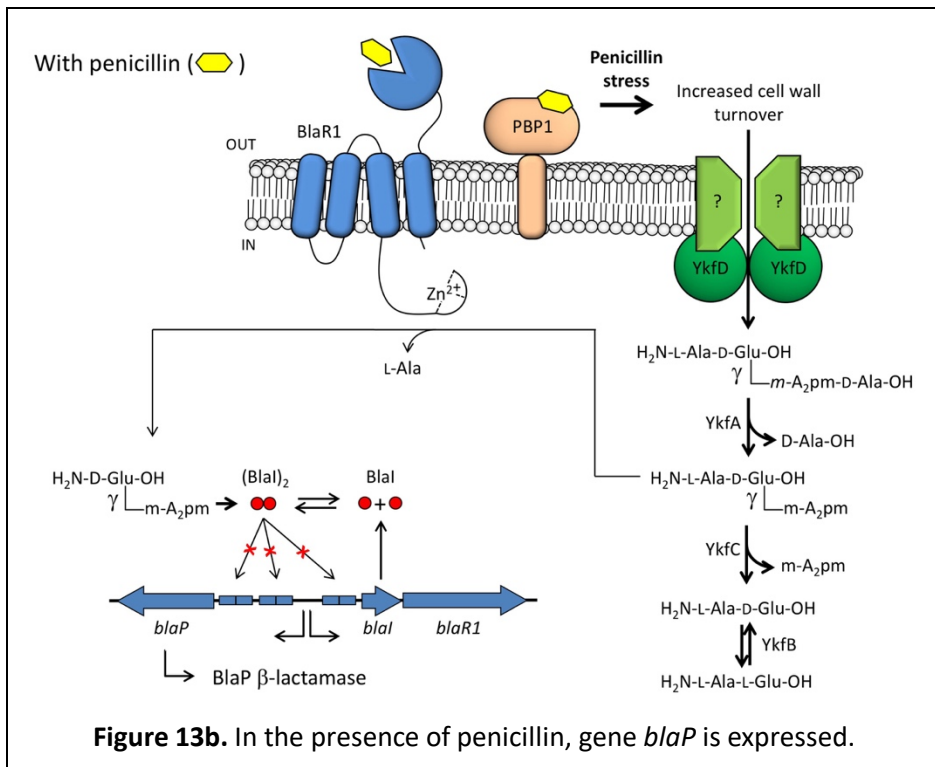 With penicillin ( )
Penicillin
stress
Increased cell wall
turnover
BlaR1
PBP1
OUT
IN
?
?
YkfD
YkfD
Zn²⁺
L-Ala
H₂N-L-Ala-D-Glu-OH
γ
m-A₂pm-D-Ala-OH
YkfA
D-Ala-OH
H₂N-D-Glu-OH
γ
m-A₂pm
(BlaI)₂
BlaI
+
H₂N-L-Ala-D-Glu-OH
γ
m-A₂pm
YkfC
m-A₂pm
H₂N-L-Ala-D-Glu-OH
YkfB
H₂N-L-Ala-L-Glu-OH
blaP
blaI
blaR1
BlaP β-lactamase
Figure 13b. In the presence of penicillin, gene blaP is expressed.